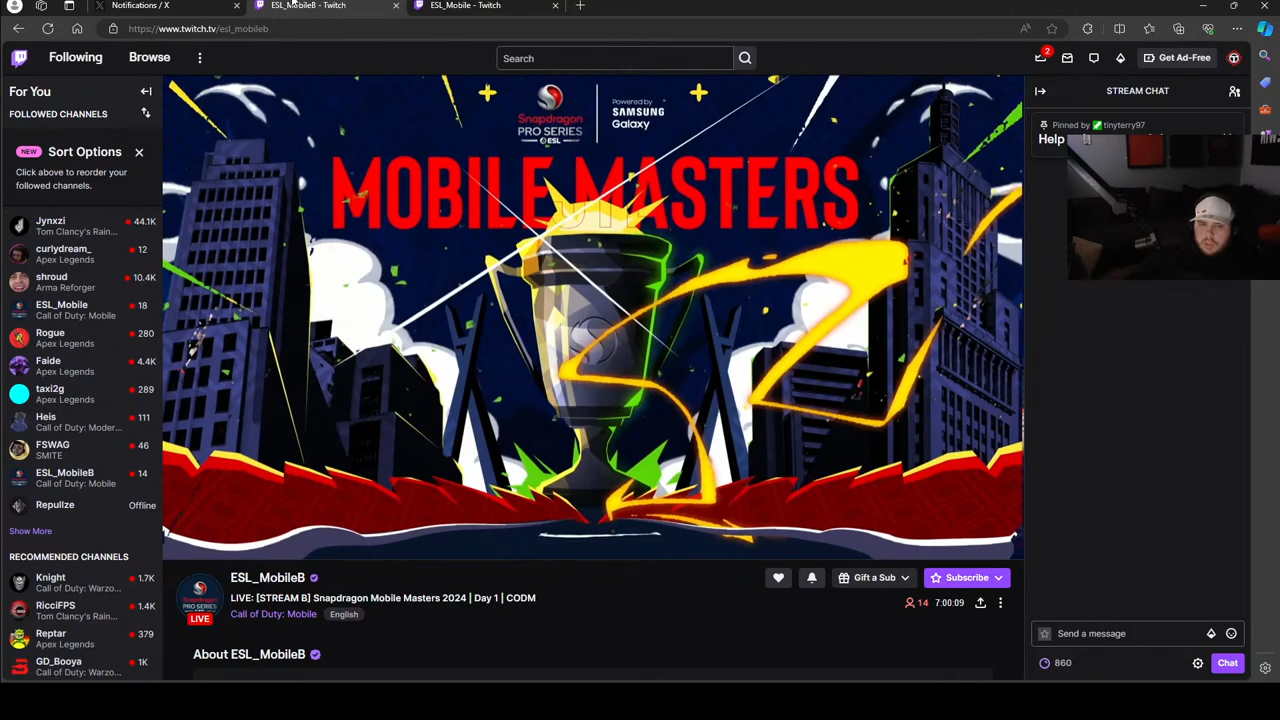 Notifications / X
ESL_MobileB - Twitch
ESL_Mobile - Twitch
https://www.twitch.tv/esl_mobileb
Following
Browse
Search
2
Get Ad-Free
For You
FOLLOWED CHANNELS
NEW
Sort Options
Click above to reorder your
followed channels.
Jynxzi
44.1K
Tom Clancy's Rain...
curlydream_
12
Apex Legends
shroud
10.4K
Arma Reforger
ESL_Mobile
18
Call of Duty: Mobile
Rogue
280
Apex Legends
Faide
4.4K
Apex Legends
taxi2g
289
Apex Legends
Heis
111
Call of Duty: Moder...
FSWAG
46
SMITE
ESL_MobileB
14
Call of Duty: Mobile
Repullze
Offline
Show More
RECOMMENDED CHANNELS
Knight
1.7K
Call of Duty: Warzo...
RicciFPS
1.4K
Tom Clancy's Rain...
Reptar
379
Apex Legends
GD_Booya
1K
Call of Duty: Warzo...
Snapdragon
PRO SERIES
ESL
Powered by
SAMSUNG
Galaxy
MOBILE MASTERS
LIVE
ESL_MobileB
LIVE: [STREAM B] Snapdragon Mobile Masters 2024 | Day 1 | CODM
Call of Duty: Mobile
English
Gift a Sub
Subscribe
14
7:00:09
About ESL_MobileB
STREAM CHAT
Pinned by tinyterry97
Help
Send a message
860
Chat